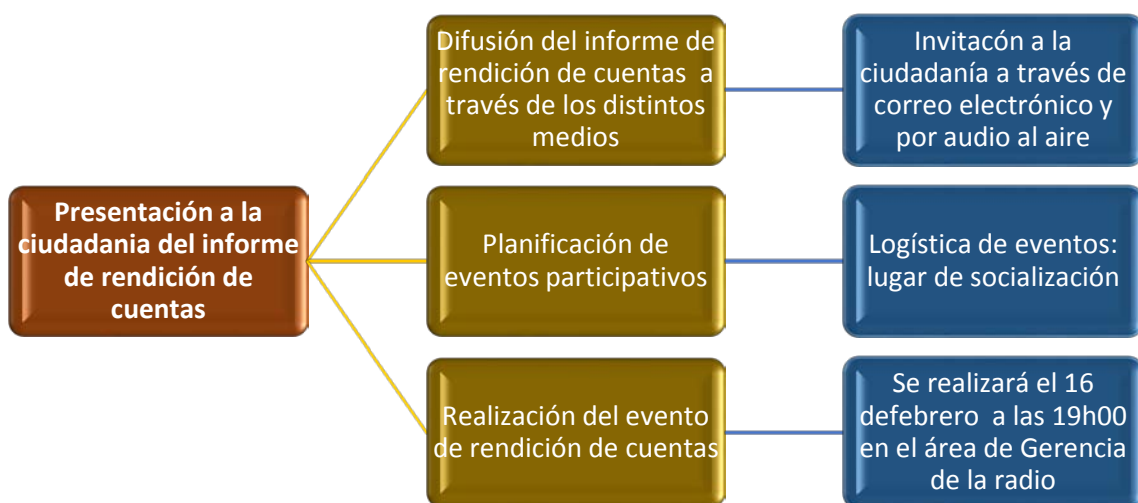 Presentación a la
ciudadania del informe
de rendición de
cuentas
Difusión del informe de
rendición de cuentas a
través de los distintos
medios
Invitacón a la
ciudadanía a través de
correo electrónico y
por audio al aire
Planificación de
eventos participativos
Logística de eventos:
lugar de socialización
Realización del evento
de rendición de cuentas
Se realizará el 16
defebrero a las 19h00
en el área de Gerencia
de la radio